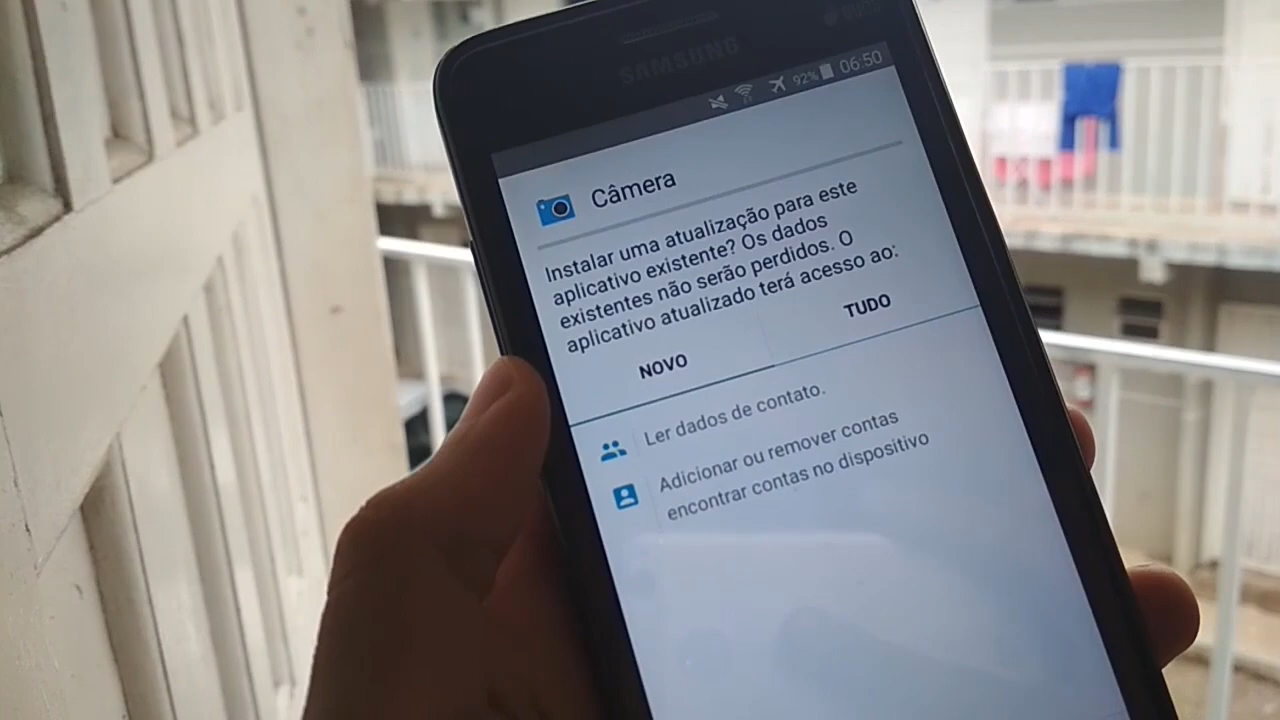 SAMSUNG
92% 06:50
Câmera
Instalar uma atualização para este
aplicativo existente? Os dados
existentes não serão perdidos. O
aplicativo atualizado terá acesso ao:
NOVO
TUDO
Ler dados de contato.
Adicionar ou remover contas
encontrar contas no dispositivo